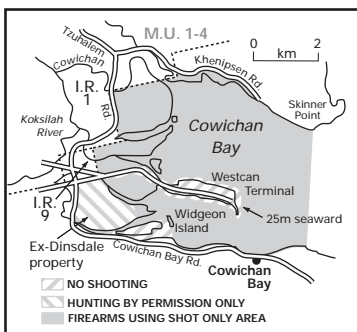 M.U. 1-4
Tzuhalem
Cowichan
Rd.
Khenipsen Rd.
0 2
km
I.R.
1
Skinner
Point
Koksilah
River
Cowichan
Bay
Westcan
Terminal
I.R.
9
Widgeon
Island
25m seaward
Ex-Dinsdale
property
Cowichan Bay Rd.
Cowichan
Bay
NO SHOOTING
HUNTING BY PERMISSION ONLY
FIREARMS USING SHOT ONLY AREA